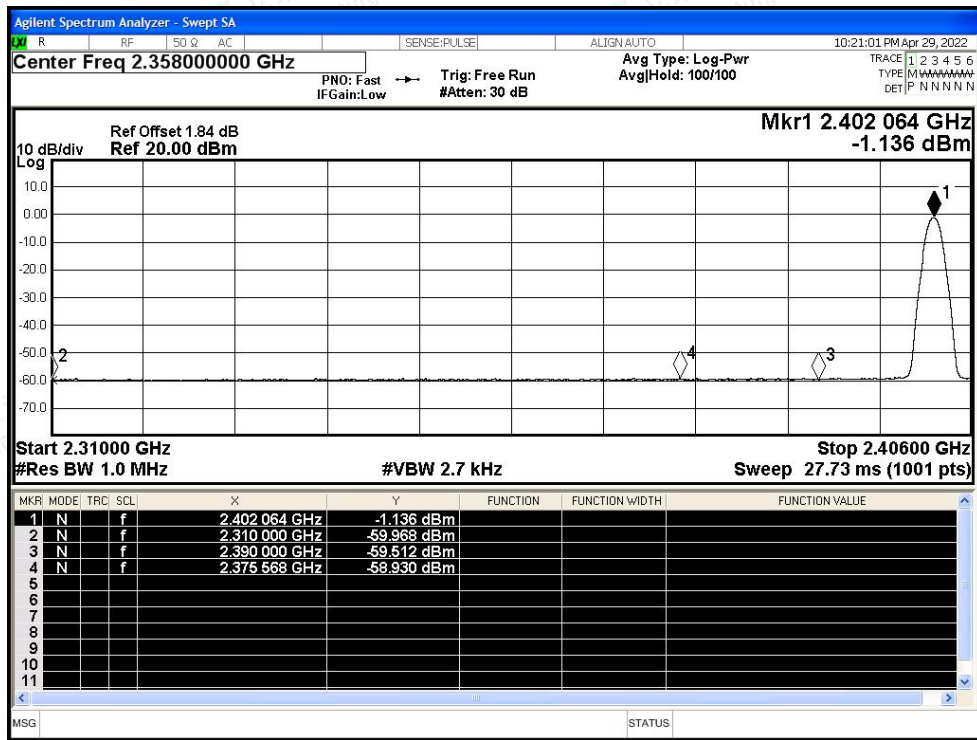 Agilent Spectrum Analyzer - Swept SA
LXI R RF 50 Ω AC SENSE:PULSE ALIGN AUTO 10:21:01 PM Apr 29, 2022
Center Freq 2.358000000 GHz
PNO: Fast
IFGain:Low
Trig: Free Run
#Atten: 30 dB
Avg Type: Log-Pwr
Avg|Hold: 100/100
TRACE 1 2 3 4 5 6
TYPE M W W W W W
DET P N N N N N
Ref Offset 1.84 dB
10 dB/div Ref 20.00 dBm
Log
Mkr1 2.402 064 GHz
-1.136 dBm
10.0
0.00
-10.0
-20.0
-30.0
-40.0
-50.0
-60.0
-70.0
1
2
4
3
Start 2.31000 GHz Stop 2.40600 GHz
#Res BW 1.0 MHz #VBW 2.7 kHz Sweep 27.73 ms (1001 pts)
MKR MODE TRC SCL X Y FUNCTION FUNCTION WIDTH FUNCTION VALUE
1 N f 2.402 064 GHz -1.136 dBm
2 N f 2.310 000 GHz -59.968 dBm
3 N f 2.390 000 GHz -59.512 dBm
4 N f 2.375 568 GHz -58.930 dBm
5
6
7
8
9
10
11
MSG STATUS